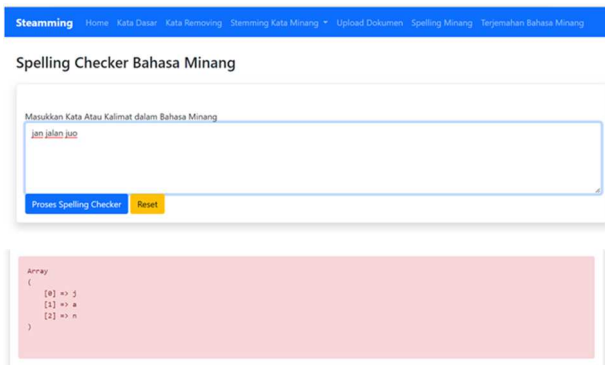 Steamming Home Kata Dasar Kata Removing Stemming Kata Minang Upload Dokumen Spelling Minang Terjemahan Bahasa Minang
Spelling Checker Bahasa Minang
Masukkan Kata Atau Kalimat dalam Bahasa Minang
jan jalan juo
Proses Spelling Checker Reset
Array
(
[0] => j
[1] => a
[2] => n
)